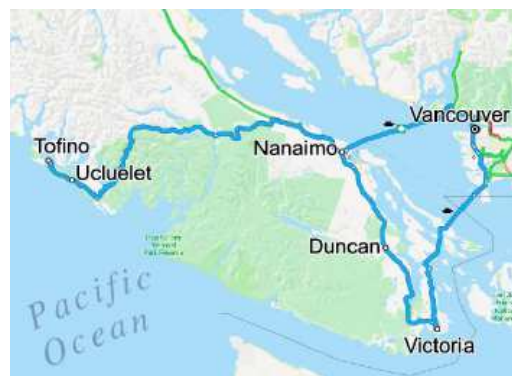 Vancouver
Tofino
Nanaimo
Ucluelet
Duncan
Pacific
Ocean
Victoria